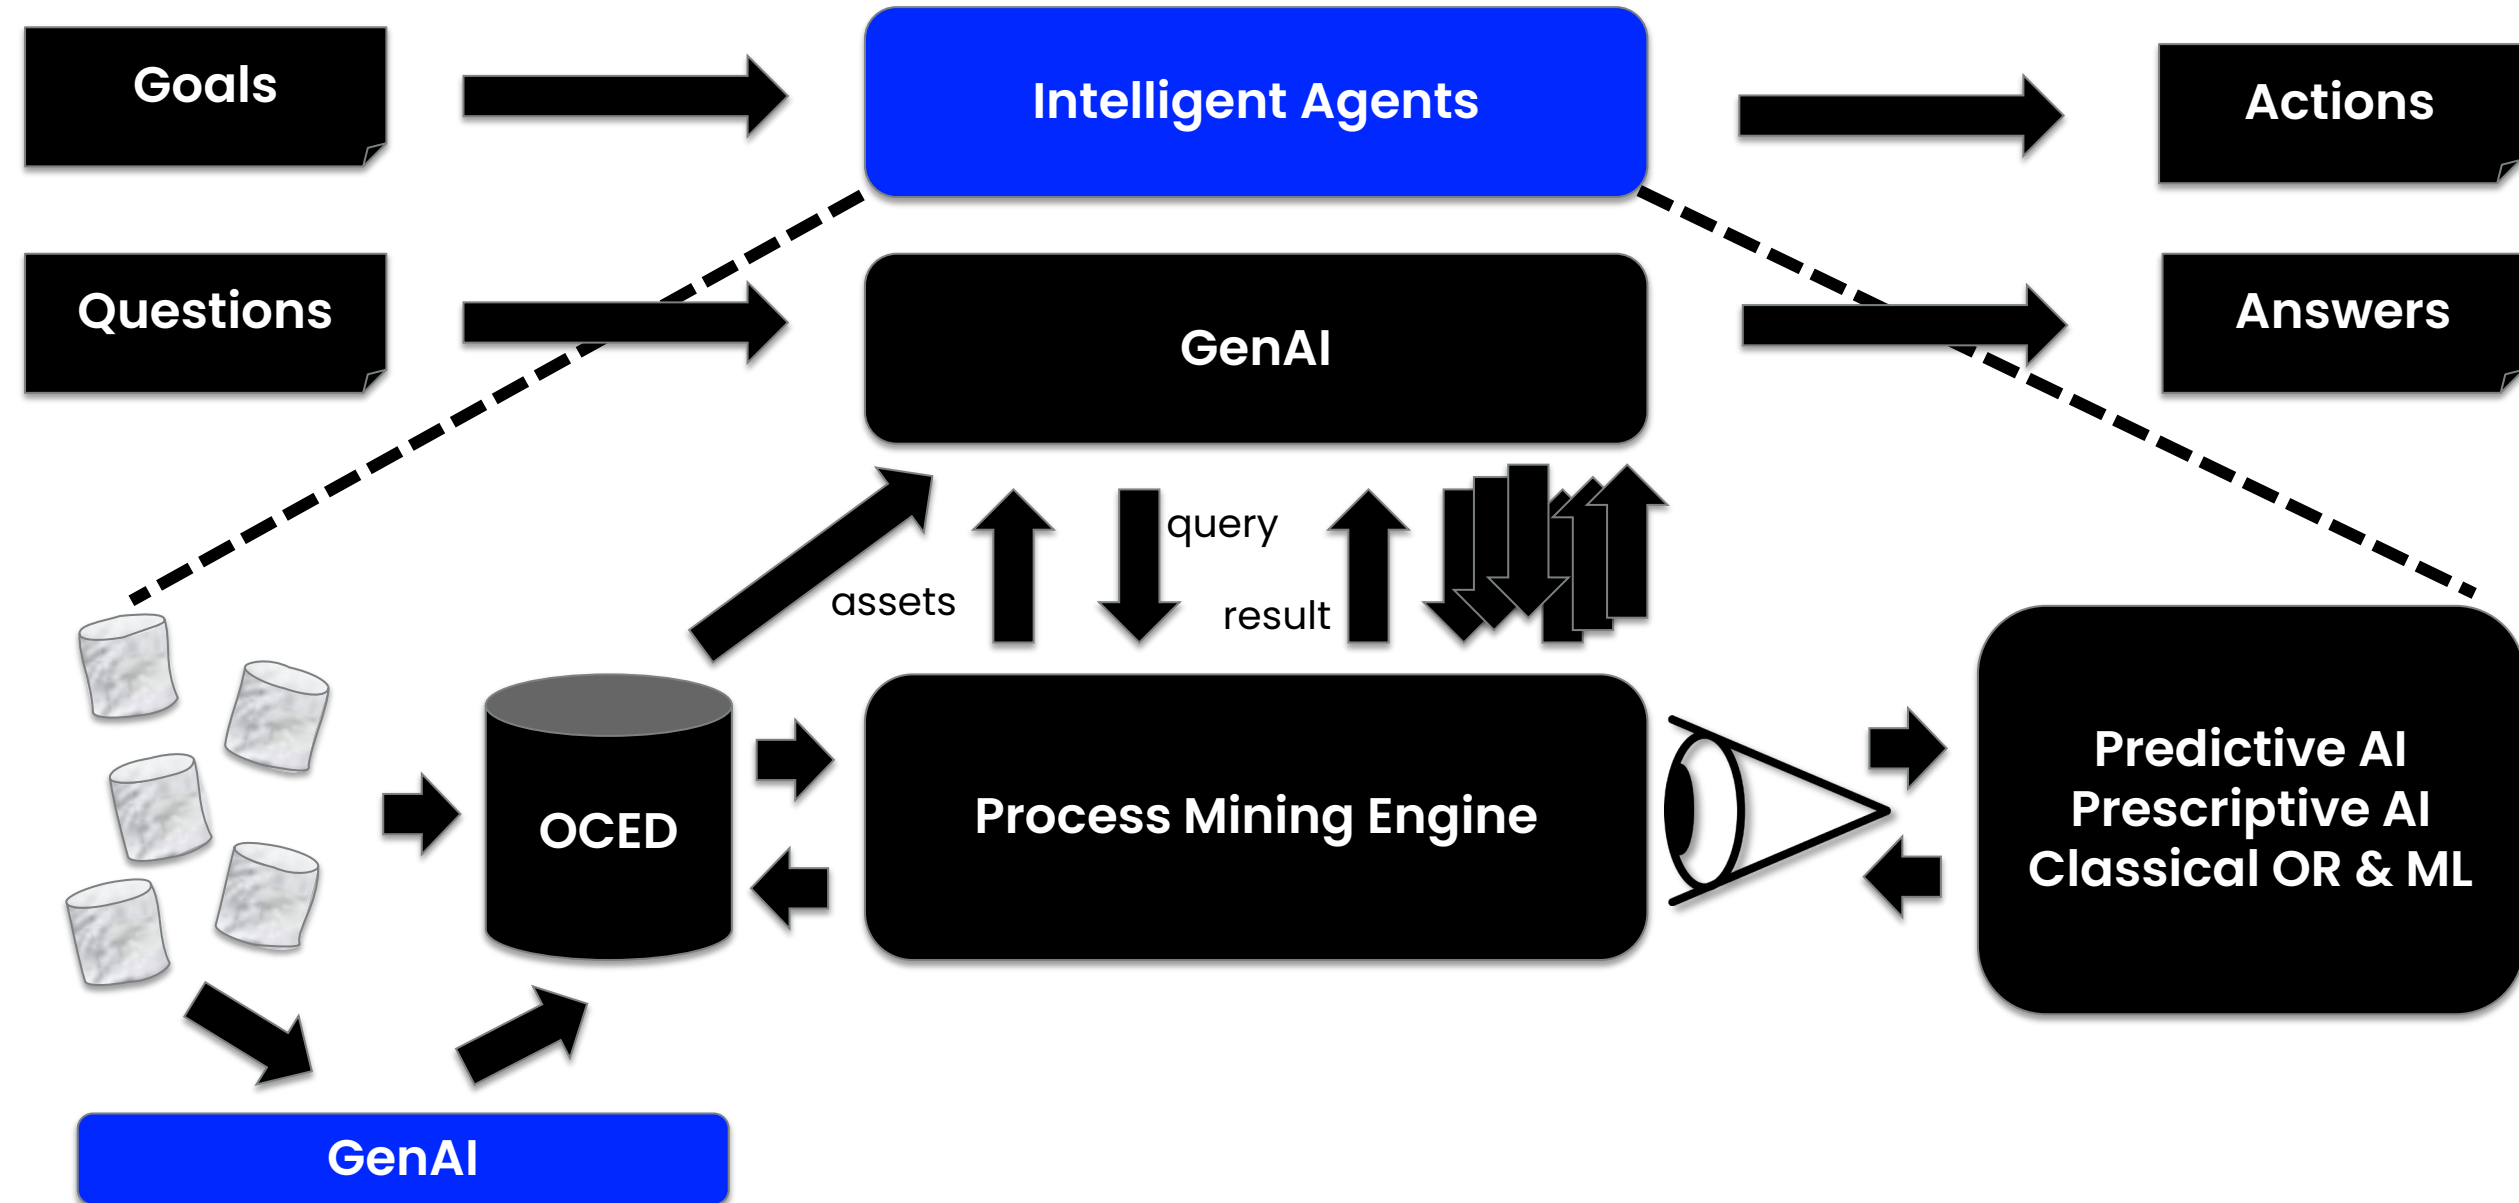 Goals
Intelligent Agents
Actions
Questions
GenAI
Answers
query
assets
result
OCED
Process Mining Engine
Predictive AI
Prescriptive AI
Classical OR & ML
GenAI